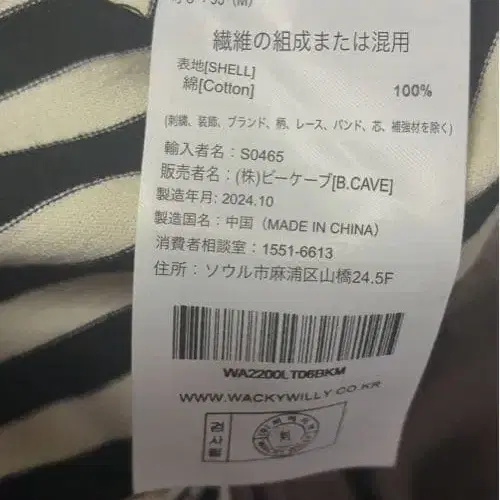 繊維の組成または混用
表地[SHELL]
綿[Cotton] 100%
(刺繍、装飾、ブランド、柄、レース、バンド、芯、補強材を除く)
輸入者名：S0465
販売者名：(株)ビーケーブ[B.CAVE]
製造年月: 2024.10
製造国名：中国（MADE IN CHINA）
消費者相談室：1551-6613
住所：ソウル市麻浦区山橋24.5F
WA2200LT06BKM
WWW.WACKYWILLY.CO.KR
검사필